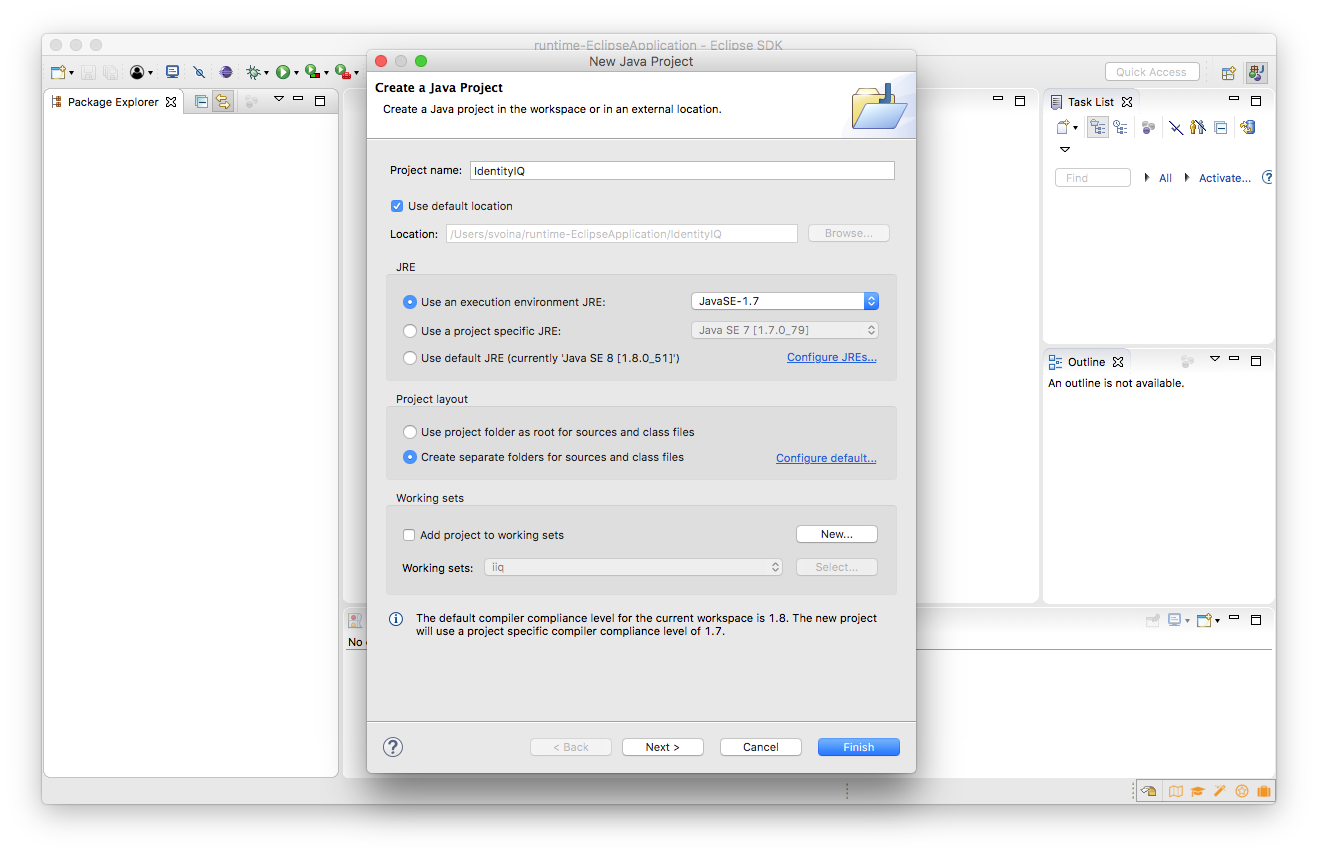 runtime-EclipseApplication - Eclipse SDK
New Java Project
Quick Access
Package Explorer
Create a Java Project
Create a Java project in the workspace or in an external location.
Task List
Find
All
Activate...
Project name: IdentityIQ
Use default location
Location: /Users/svoina/runtime-EclipseApplication/IdentityIQ Browse...
JRE
Use an execution environment JRE: JavaSE-1.7
Use a project specific JRE: Java SE 7 [1.7.0_79]
Use default JRE (currently 'Java SE 8 [1.8.0_51]') Configure JREs...
Outline
An outline is not available.
Project layout
Use project folder as root for sources and class files
Create separate folders for sources and class files Configure default...
Working sets
Add project to working sets New...
Working sets: iiq Select...
The default compiler compliance level for the current workspace is 1.8. The new project
will use a project specific compiler compliance level of 1.7.
No
? < Back Next > Cancel Finish